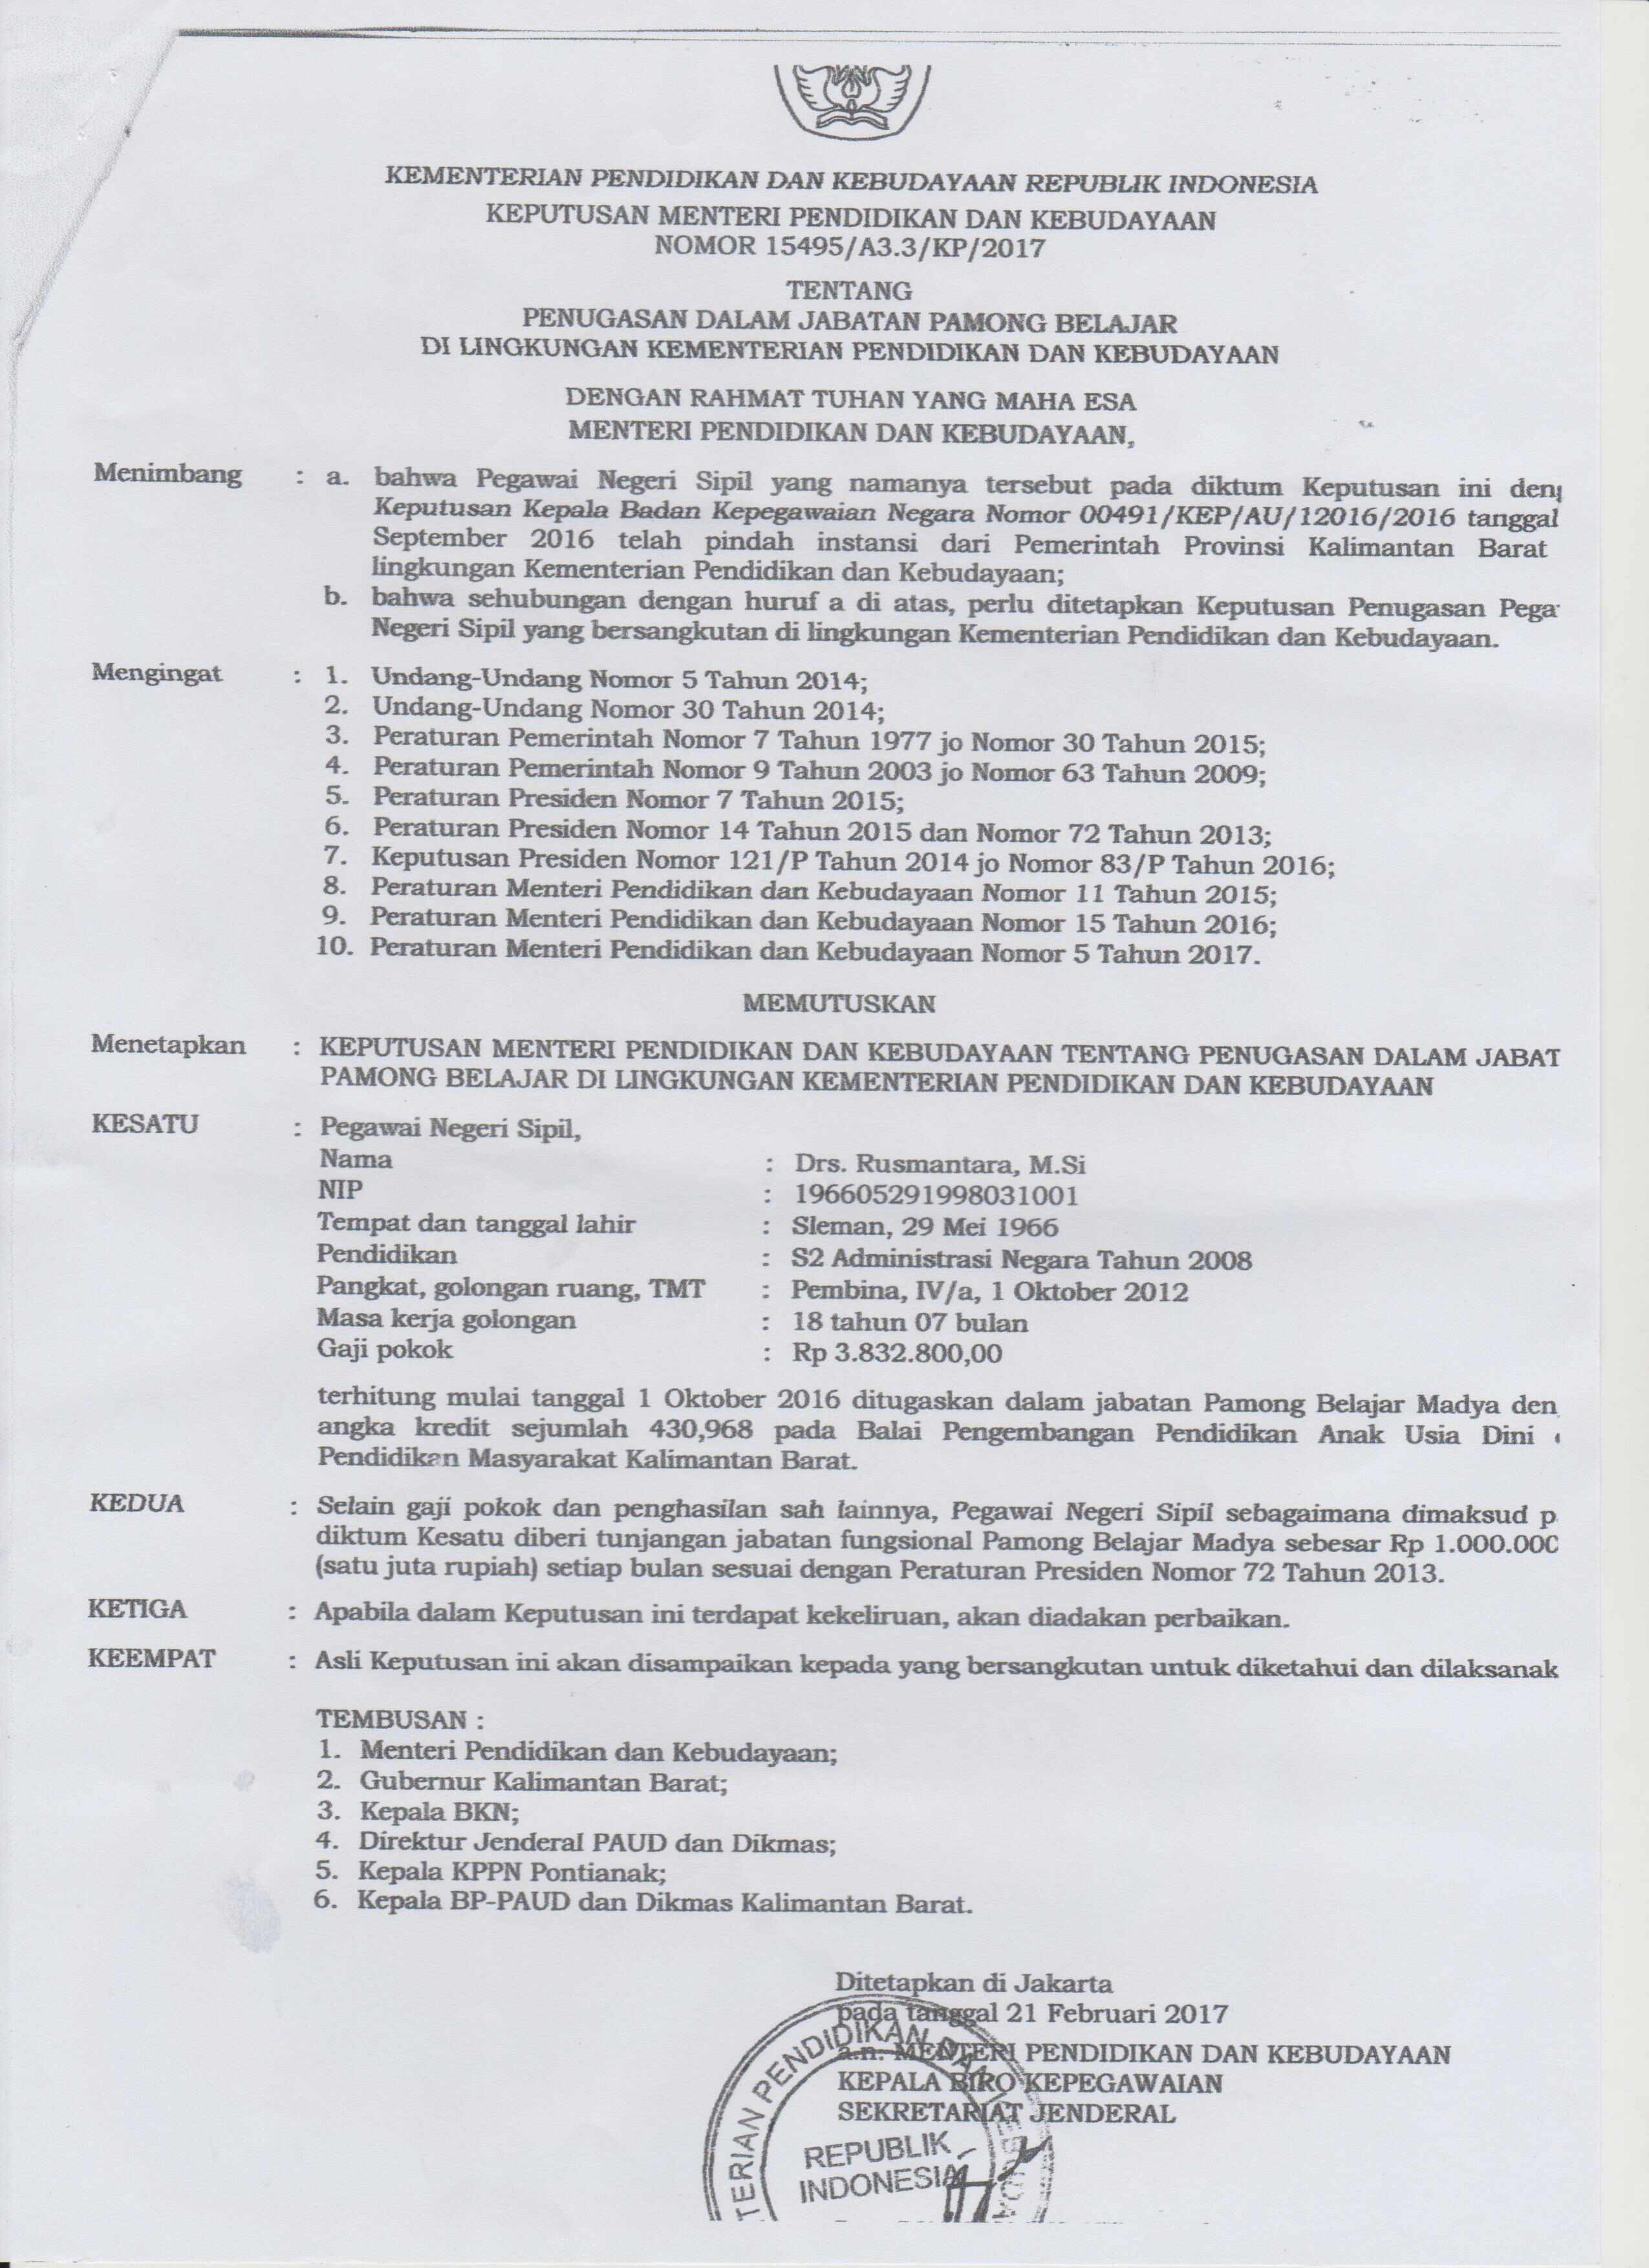 KEMENTERIAN PENDIDIKAN DAN KEBUDAYAAN REPUBLIK INDONESIA
KEPUTUSAN MENTERI PENDIDIKAN DAN KEBUDAYAAN
NOMOR 15495/A3.3/KP/2017
TENTANG
PENUGASAN DALAM JABATAN PAMONG BELAJAR
DI LINGKUNGAN KEMENTERIAN PENDIDIKAN DAN KEBUDAYAAN
DENGAN RAHMAT TUHAN YANG MAHA ESA
MENTERI PENDIDIKAN DAN KEBUDAYAAN,
Menimbang : a. bahwa Pegawai Negeri Sipil yang namanya tersebut pada diktum Keputusan ini
Keputusan Kepala Badan Kepegawaian Negara Nomor 00491/KEP/AU/12016/2016 tanggal
September 2016 telah pindah instansi dari Pemerintah Provinsi Kalimantan Barat
lingkungan Kementerian Pendidikan dan Kebudayaan;
b. bahwa sehubungan dengan huruf a di atas, perlu ditetapkan Keputusan Penugasan Pega
Negeri Sipil yang bersangkutan di lingkungan Kementerian Pendidikan dan Kebudayaan.
Mengingat : 1. Undang-Undang Nomor 5 Tahun 2014;
2. Undang-Undang Nomor 30 Tahun 2014;
3. Peraturan Pemerintah Nomor 7 Tahun 1977 jo Nomor 30 Tahun 2015;
4. Peraturan Pemerintah Nomor 9 Tahun 2003 jo Nomor 63 Tahun 2009;
5. Peraturan Presiden Nomor 7 Tahun 2015;
6. Peraturan Presiden Nomor 14 Tahun 2015 dan Nomor 72 Tahun 2013;
7. Keputusan Presiden Nomor 121/P Tahun 2014 jo Nomor 83/P Tahun 2016;
8. Peraturan Menteri Pendidikan dan Kebudayaan Nomor 11 Tahun 2015;
9. Peraturan Menteri Pendidikan dan Kebudayaan Nomor 15 Tahun 2016;
10. Peraturan Menteri Pendidikan dan Kebudayaan Nomor 5 Tahun 2017.
MEMUTUSKAN
Menetapkan : KEPUTUSAN MENTERI PENDIDIKAN DAN KEBUDAYAAN TENTANG PENUGASAN DALAM JABAT
PAMONG BELAJAR DI LINGKUNGAN KEMENTERIAN PENDIDIKAN DAN KEBUDAYAAN
KESATU : Pegawai Negeri Sipil,
Nama : Drs. Rusmantara, M.Si
NIP : 196605291998031001
Tempat dan tanggal lahir : Sleman, 29 Mei 1966
Pendidikan : S2 Administrasi Negara Tahun 2008
Pangkat, golongan ruang, TMT : Pembina, IV/a, 1 Oktober 2012
Masa kerja golongan : 18 tahun 07 bulan
Gaji pokok : Rp 3.832.800,00
terhitung mulai tanggal 1 Oktober 2016 ditugaskan dalam jabatan Pamong Belajar Madya den
angka kredit sejumlah 430,968 pada Balai Pengembangan Pendidikan Anak Usia Dini
Pendidikan Masyarakat Kalimantan Barat.
KEDUA : Selain gaji pokok dan penghasilan sah lainnya, Pegawai Negeri Sipil sebagaimana dimaksud p
diktum Kesatu diberi tunjangan jabatan fungsional Pamong Belajar Madya sebesar Rp 1.000.000
(satu juta rupiah) setiap bulan sesuai dengan Peraturan Presiden Nomor 72 Tahun 2013.
KETIGA : Apabila dalam Keputusan ini terdapat kekeliruan, akan diadakan perbaikan.
KEEMPAT : Asli Keputusan ini akan disampaikan kepada yang bersangkutan untuk diketahui dan dilaksanak
TEMBUSAN :
1. Menteri Pendidikan dan Kebudayaan;
2. Gubernur Kalimantan Barat;
3. Kepala BKN;
4. Direktur Jenderal PAUD dan Dikmas;
5. Kepala KPPN Pontianak;
6. Kepala BP-PAUD dan Dikmas Kalimantan Barat.
Ditetapkan di Jakarta
pada tanggal 21 Februari 2017
a.n. MENTERI PENDIDIKAN DAN KEBUDAYAAN
KEPALA BIRO KEPEGAWAIAN
SEKRETARIAT JENDERAL
TERIAN PENDIDIKAN DAN
REPUBLIK
INDONESIA